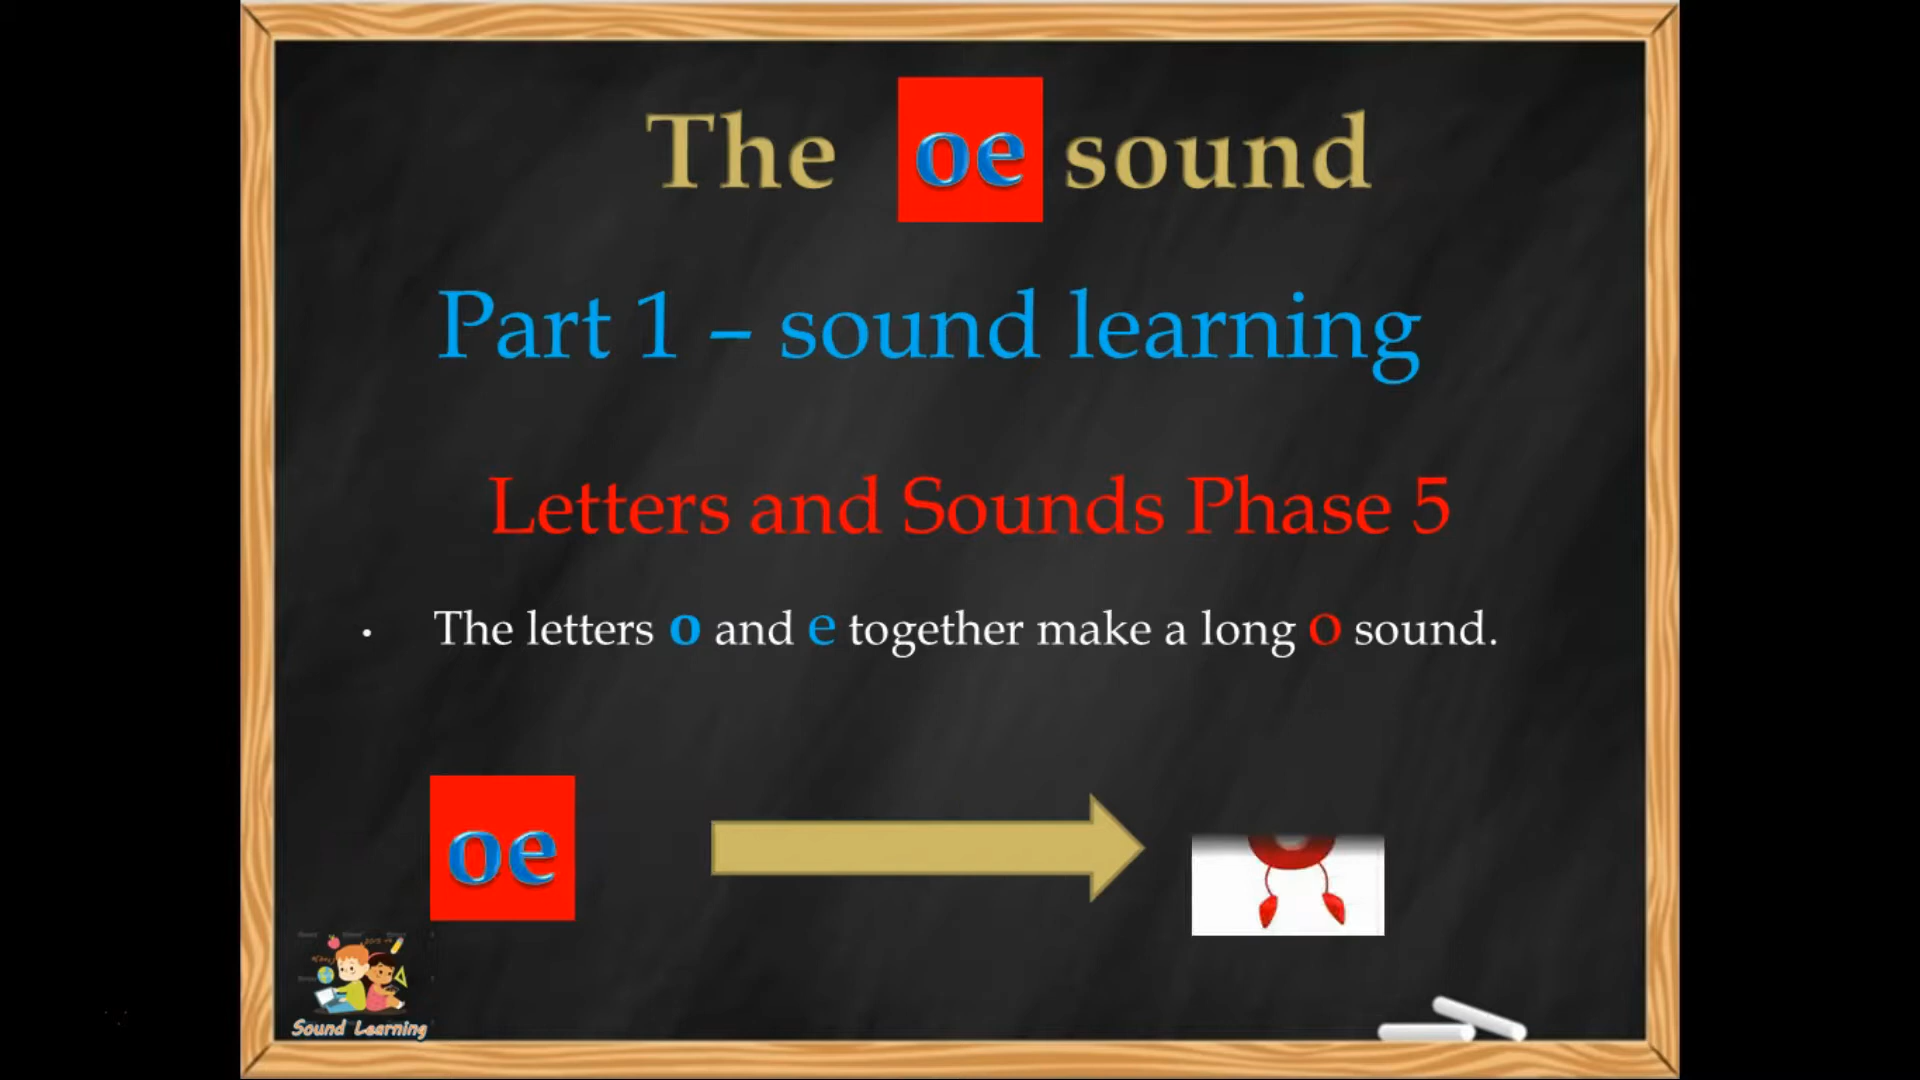 The oe sound
Part 1 – sound learning
Letters and Sounds Phase 5
• The letters o and e together make a long o sound.
oe
Sound Learning